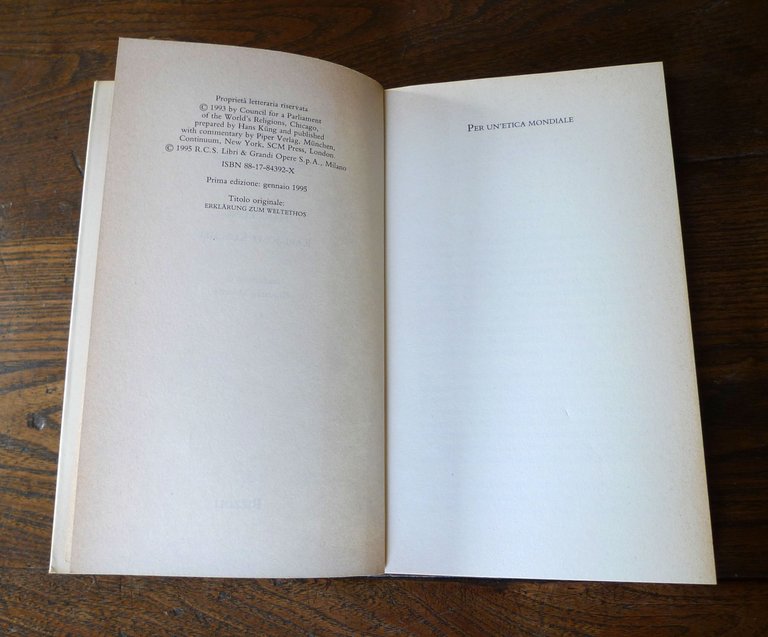 Proprietà letteraria riservata
© 1993 by Council for a Parliament
of the World's Religions, Chicago,
prepared by Hans Küng and published
with commentary by Piper Verlag, München,
Continuum, New York, SCM Press, London
© 1995 R.C.S. Libri & Grandi Opere S.p.A., Milano
ISBN 88-17-84392-X
Prima edizione: gennaio 1995
Titolo originale:
ERKLÄRUNG ZUM WELTETHOS
PER UN'ETICA MONDIALE